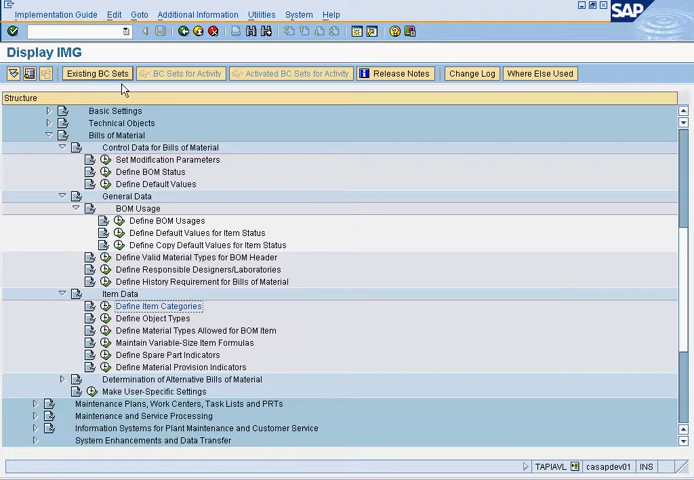 Implementation Guide Edit Goto Additional Information Utilities System Help
SAP
Display IMG
Existing BC Sets BC Sets for Activity Activated BC Sets for Activity Release Notes Change Log Where Else Used
Structure
Basic Settings
Technical Objects
Bills of Material
Control Data for Bills of Material
Set Modification Parameters
Define BOM Status
Define Default Values
General Data
BOM Usage
Define BOM Usages
Define Default Values for Item Status
Define Copy Default Values for Item Status
Define Valid Material Types for BOM Header
Define Responsible Designers/Laboratories
Define History Requirement for Bills of Material
Item Data
Define Item Categories
Define Object Types
Define Material Types Allowed for BOM Item
Maintain Variable-Size Item Formulas
Define Spare Part Indicators
Define Material Provision Indicators
Determination of Alternative Bills of Material
Make User-Specific Settings
Maintenance Plans, Work Centers, Task Lists and PRTs
Maintenance and Service Processing
Information Systems for Plant Maintenance and Customer Service
System Enhancements and Data Transfer
TAPIAVL casapdev01 INS